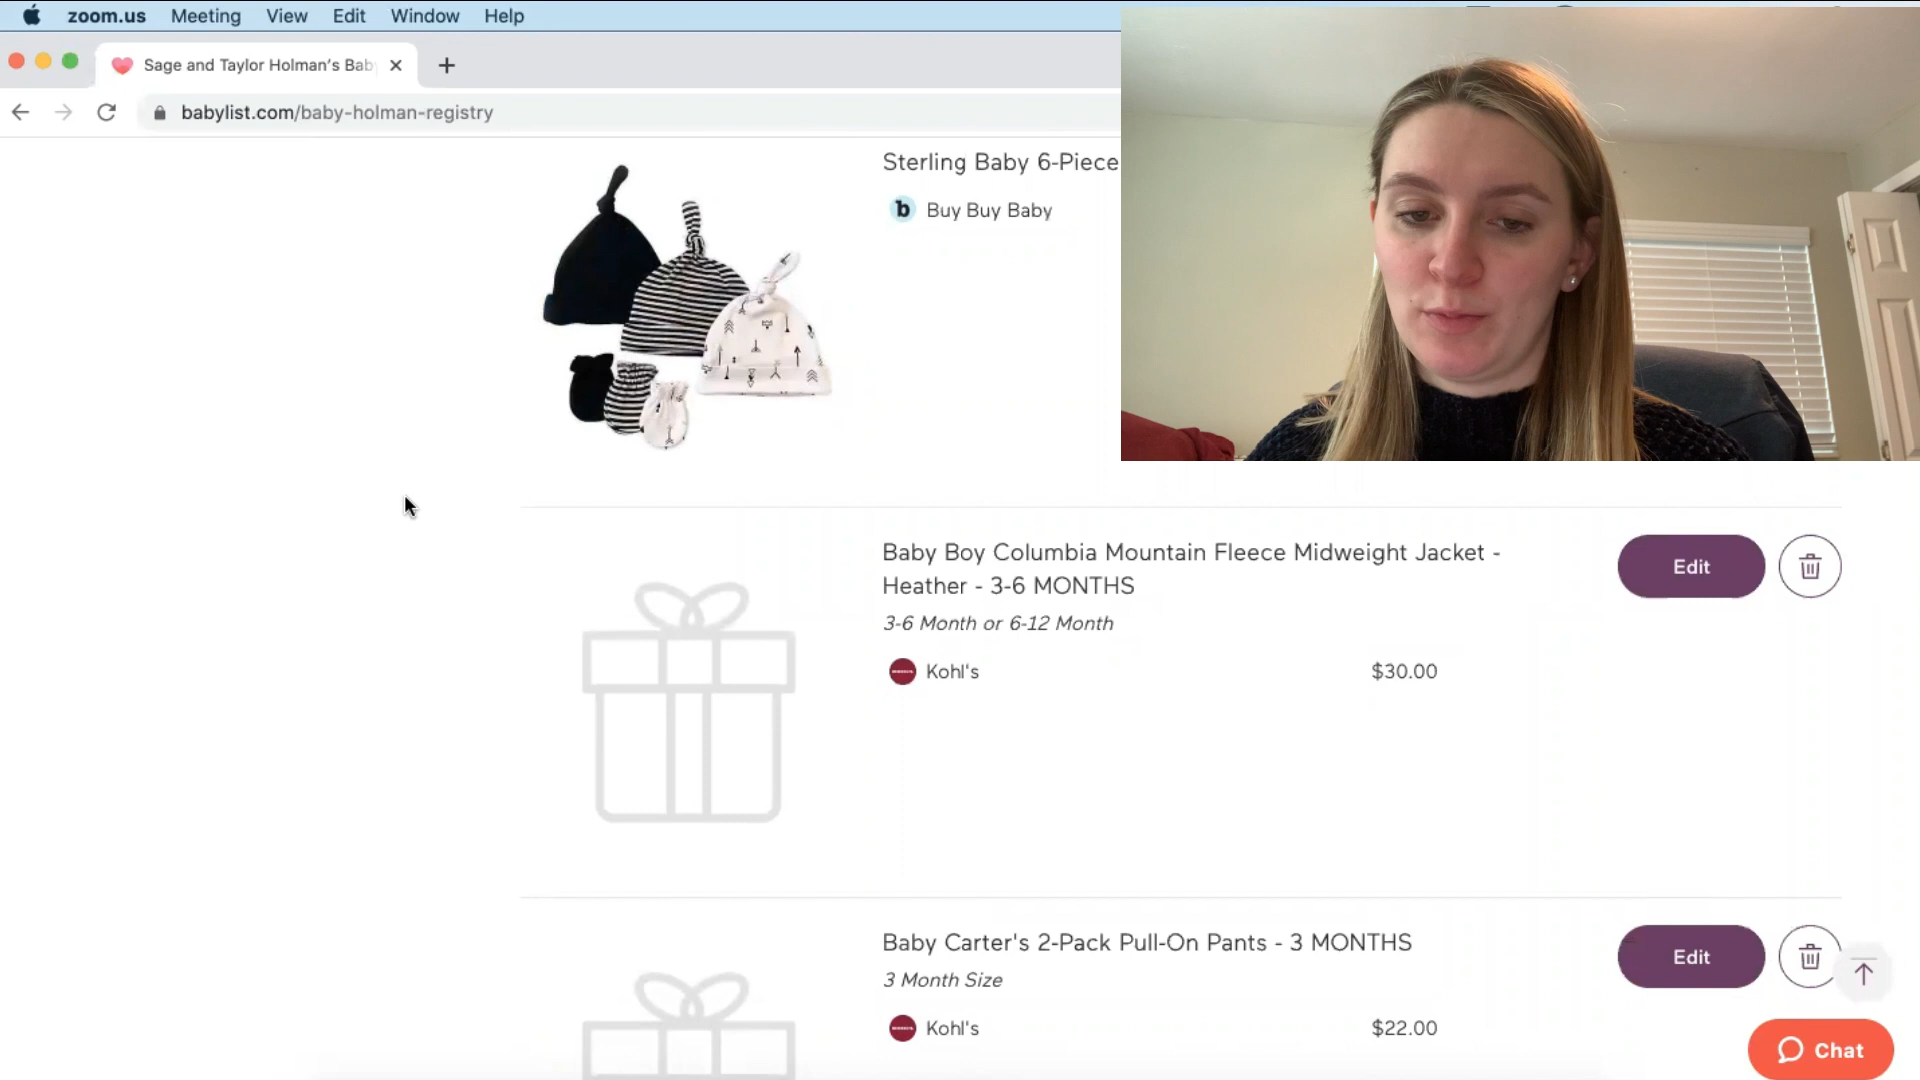 zoom.us Meeting View Edit Window Help
Sage and Taylor Holman's Bab
babylist.com/baby-holman-registry
Sterling Baby 6-Piece
b Buy Buy Baby
Baby Boy Columbia Mountain Fleece Midweight Jacket -
Heather - 3-6 MONTHS
3-6 Month or 6-12 Month
Kohl's $30.00
Edit
Baby Carter's 2-Pack Pull-On Pants - 3 MONTHS
3 Month Size
Kohl's $22.00
Edit
Chat